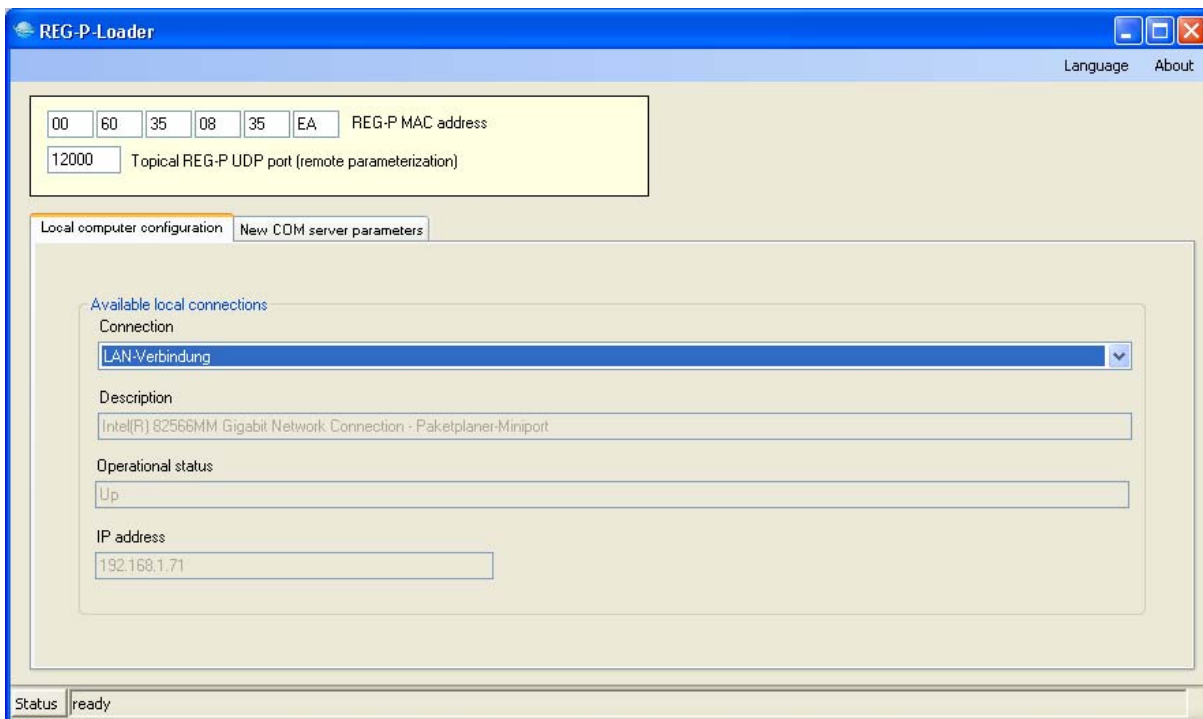 REG-P-Loader
Language About
00 60 35 08 35 EA REG-P MAC address
12000 Topical REG-P UDP port (remote parameterization)
Local computer configuration New COM server parameters
Available local connections
Connection
LAN-Verbindung
Description
Intel(R) 82566MM Gigabit Network Connection - Paketplaner-Miniport
Operational status
Up
IP address
192.168.1.71
Status ready